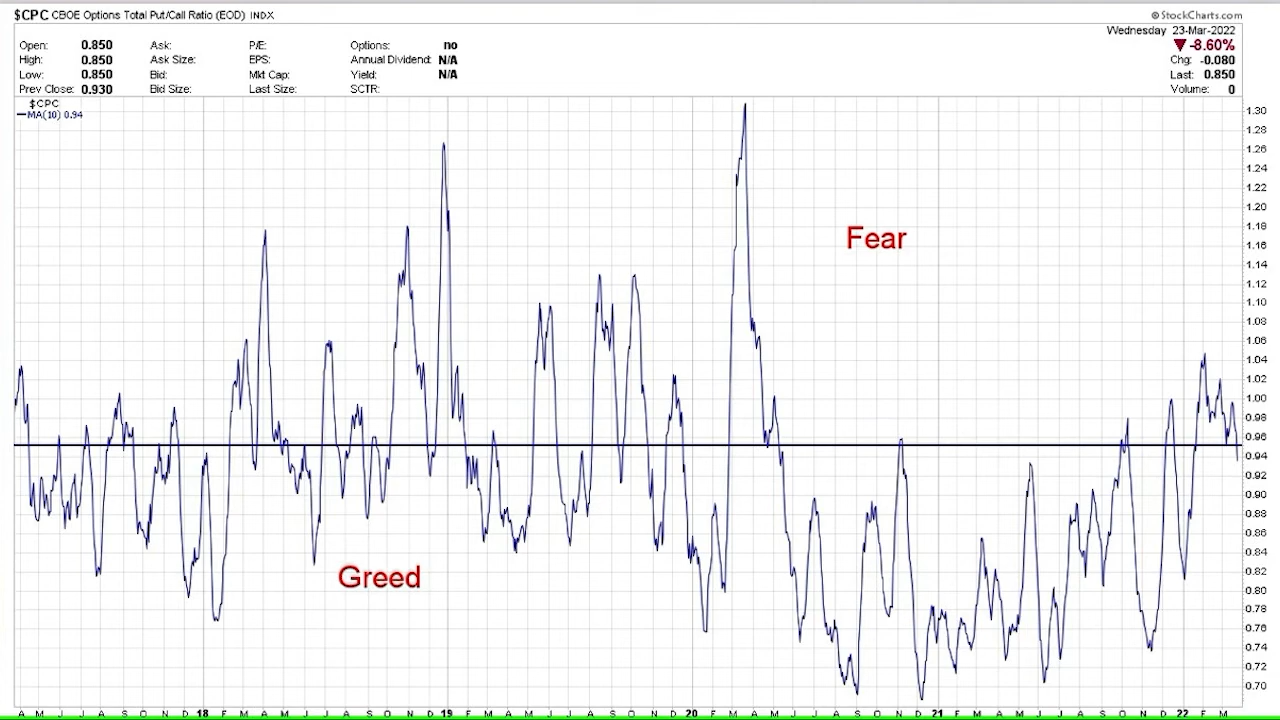 $CPC CBOE Options Total Put/Call Ratio (EOD) INDX
© StockCharts.com
Wednesday 23-Mar-2022
Open: 0.850 Ask: P/E: Options: no ▼ -8.60%
High: 0.850 Ask Size: EPS: Annual Dividend: N/A Chg: -0.080
Low: 0.850 Bid: Mkt Cap: Yield: N/A Last: 0.850
Prev Close: 0.930 Bid Size: Last Size: SCTR: Volume: 0
$CPC
MA(10) 0.94
1.30
1.28
1.26
1.24
1.22
1.20
1.18
1.16
1.14
1.12
1.10
1.08
1.06
1.04
1.02
1.00
0.98
0.96
0.94
0.92
0.90
0.88
0.86
0.84
0.82
0.80
0.78
0.76
0.74
0.72
0.70
Fear
Greed
A M J J A S O N D 18 F M A M J J A S O N D 19 F M A M J J A S O N D 20 F M A M J J A S O N D 21 F M A M J J A S O N D 22 F M